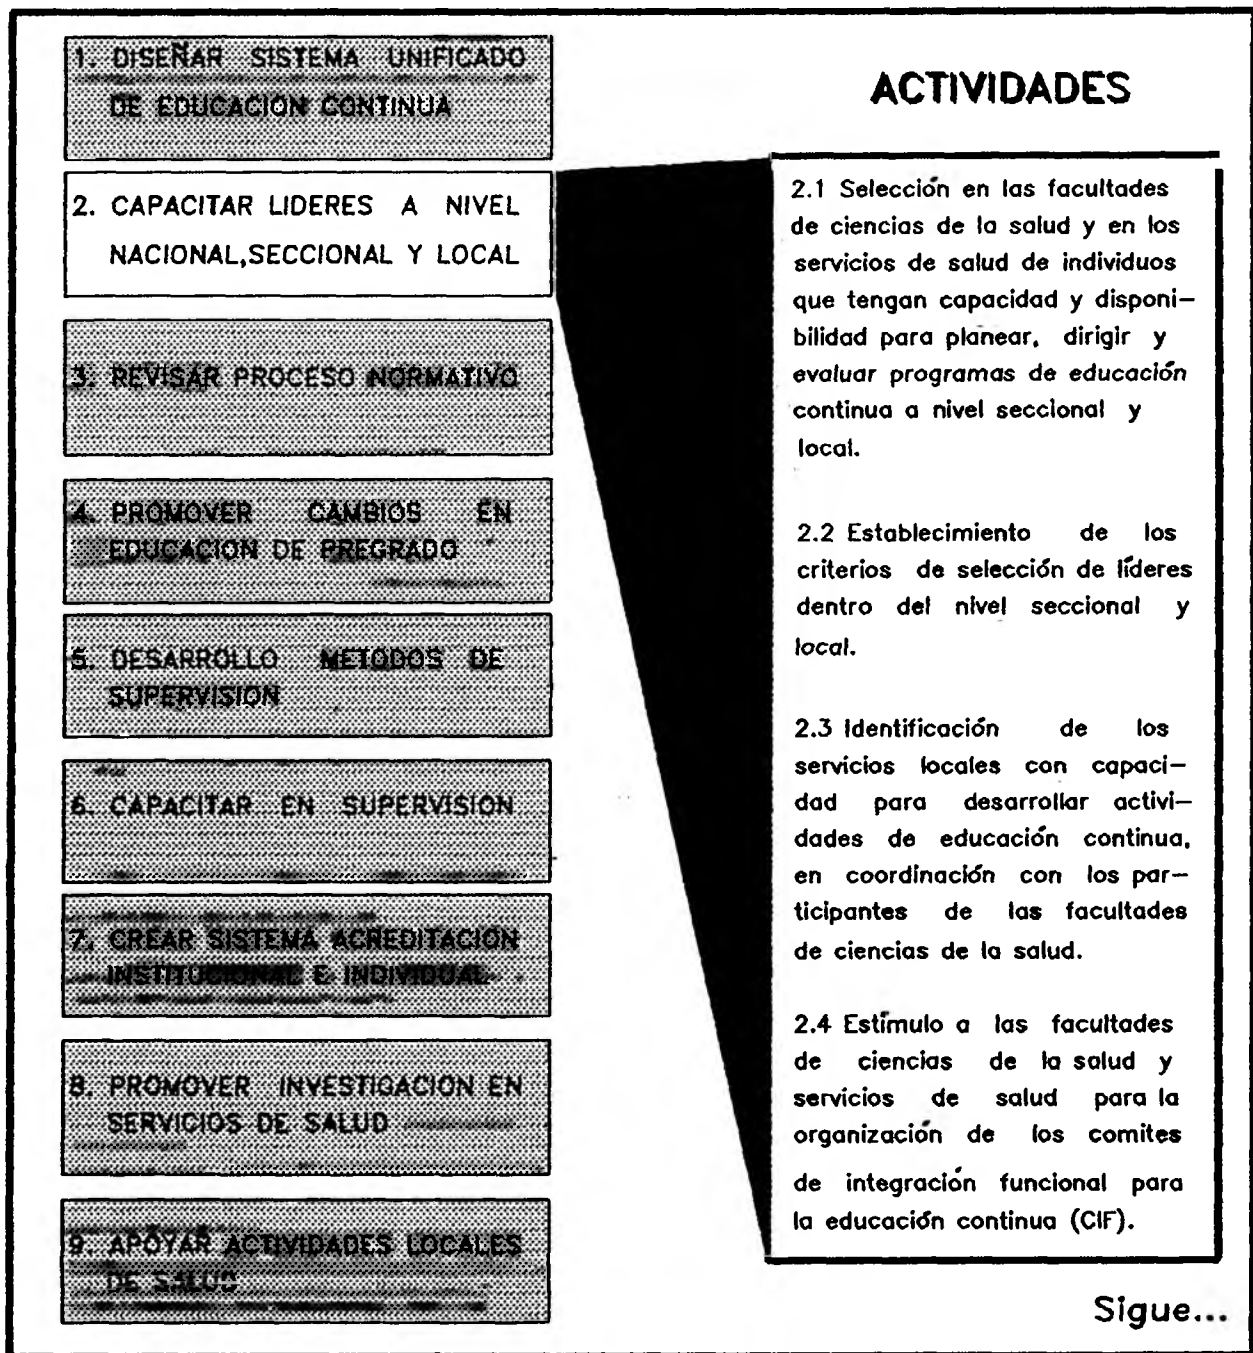 1. DISEÑAR SISTEMA UNIFICADO
DE EDUCACION CONTINUA
2. CAPACITAR LIDERES A NIVEL
NACIONAL,SECCIONAL Y LOCAL
3. REVISAR PROCESO NORMATIVO
4. PROMOVER CAMBIOS EN
EDUCACION DE PREGRADO
5. DESARROLLO METODOS DE
SUPERVISION
6. CAPACITAR EN SUPERVISION
7. CREAR SISTEMA ACREDITACION
INSTITUCIONAL E INDIVIDUAL
8. PROMOVER INVESTIGACION EN
SERVICIOS DE SALUD
9. APOYAR ACTIVIDADES LOCALES
DE SALUD
ACTIVIDADES
2.1 Selección en las facultades
de ciencias de la salud y en los
servicios de salud de individuos
que tengan capacidad y disponi–
bilidad para planear, dirigir y
evaluar programas de educación
continua a nivel seccional y
local.
2.2 Establecimiento de los
criterios de selección de líderes
dentro del nivel seccional y
local.
2.3 Identificación de los
servicios locales con capaci–
dad para desarrollar activi–
dades de educación continua,
en coordinación con los par–
ticipantes de las facultades
de ciencias de la salud.
2.4 Estímulo a las facultades
de ciencias de la salud y
servicios de salud para la
organización de los comites
de integración funcional para
la educación continua (CIF).
Sigue...